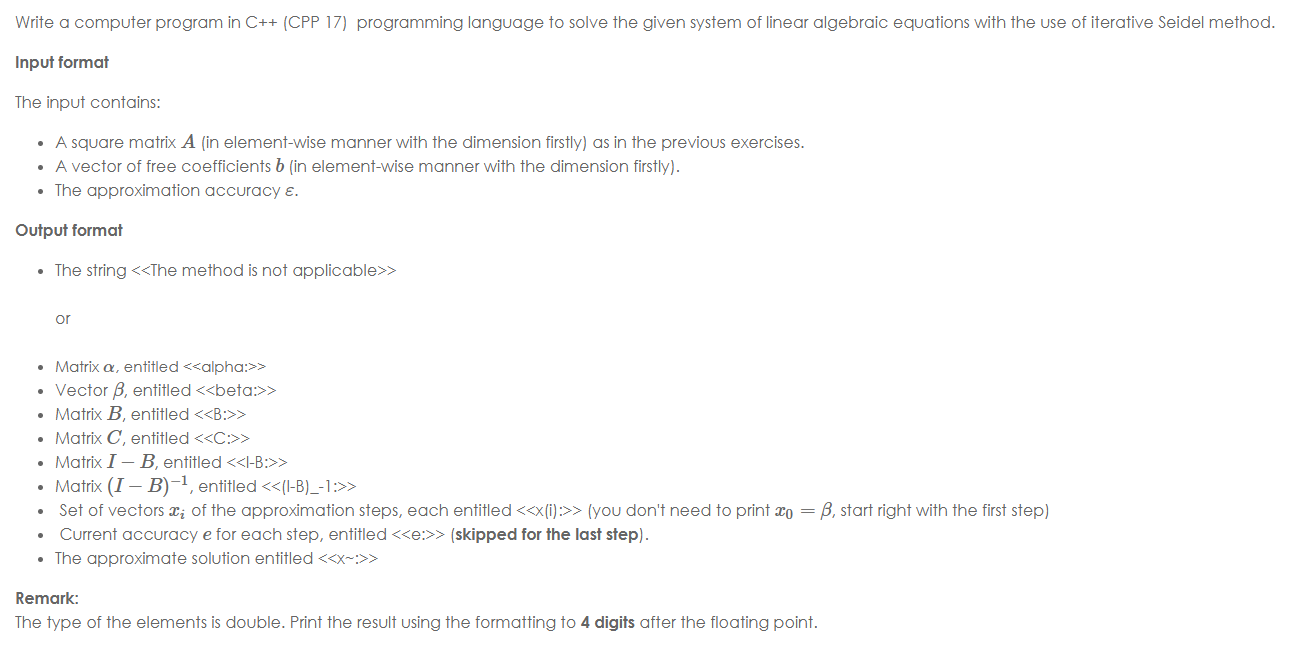 Write a computer program in C++ (CPP 17) programming language to solve the given system of linear algebraic equations with the use of iterative Seidel method.
Input format
The input contains:
• A square matrix A (in element-wise manner with the dimension firstly) as in the previous exercises.
• A vector of free coefficients b (in element-wise manner with the dimension firstly).
• The approximation accuracy ε.
Output format
• The string <<The method is not applicable>>
or
• Matrix α, entitled <<alpha:>>
• Vector β, entitled <<beta:>>
• Matrix B, entitled <<B:>>
• Matrix C, entitled <<C:>>
• Matrix I − B, entitled <<I-B:>>
• Matrix (I − B)⁻¹, entitled <<(I-B)_-1:>>
• Set of vectors xᵢ of the approximation steps, each entitled <<x(i):>> (you don't need to print x₀ = β, start right with the first step)
• Current accuracy e for each step, entitled <<e:>> (skipped for the last step).
• The approximate solution entitled <<x~:>>
Remark:
The type of the elements is double. Print the result using the formatting to 4 digits after the floating point.